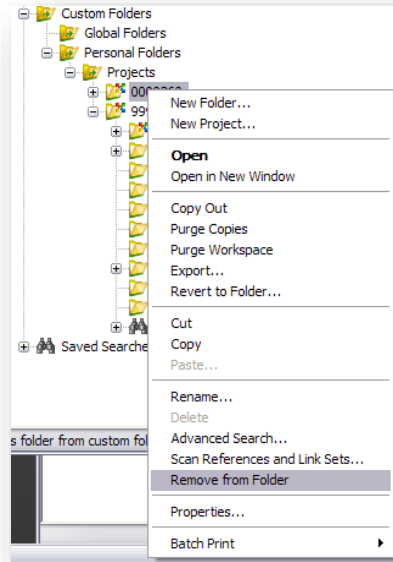 Custom Folders
Global Folders
Personal Folders
Projects
999
New Folder...
New Project...
Open
Open in New Window
Copy Out
Purge Copies
Purge Workspace
Export...
Revert to Folder...
Cut
Copy
Paste...
Rename...
Delete
Advanced Search...
Scan References and Link Sets...
Remove from Folder
Properties...
Batch Print
Saved Searche
s folder from custom fol